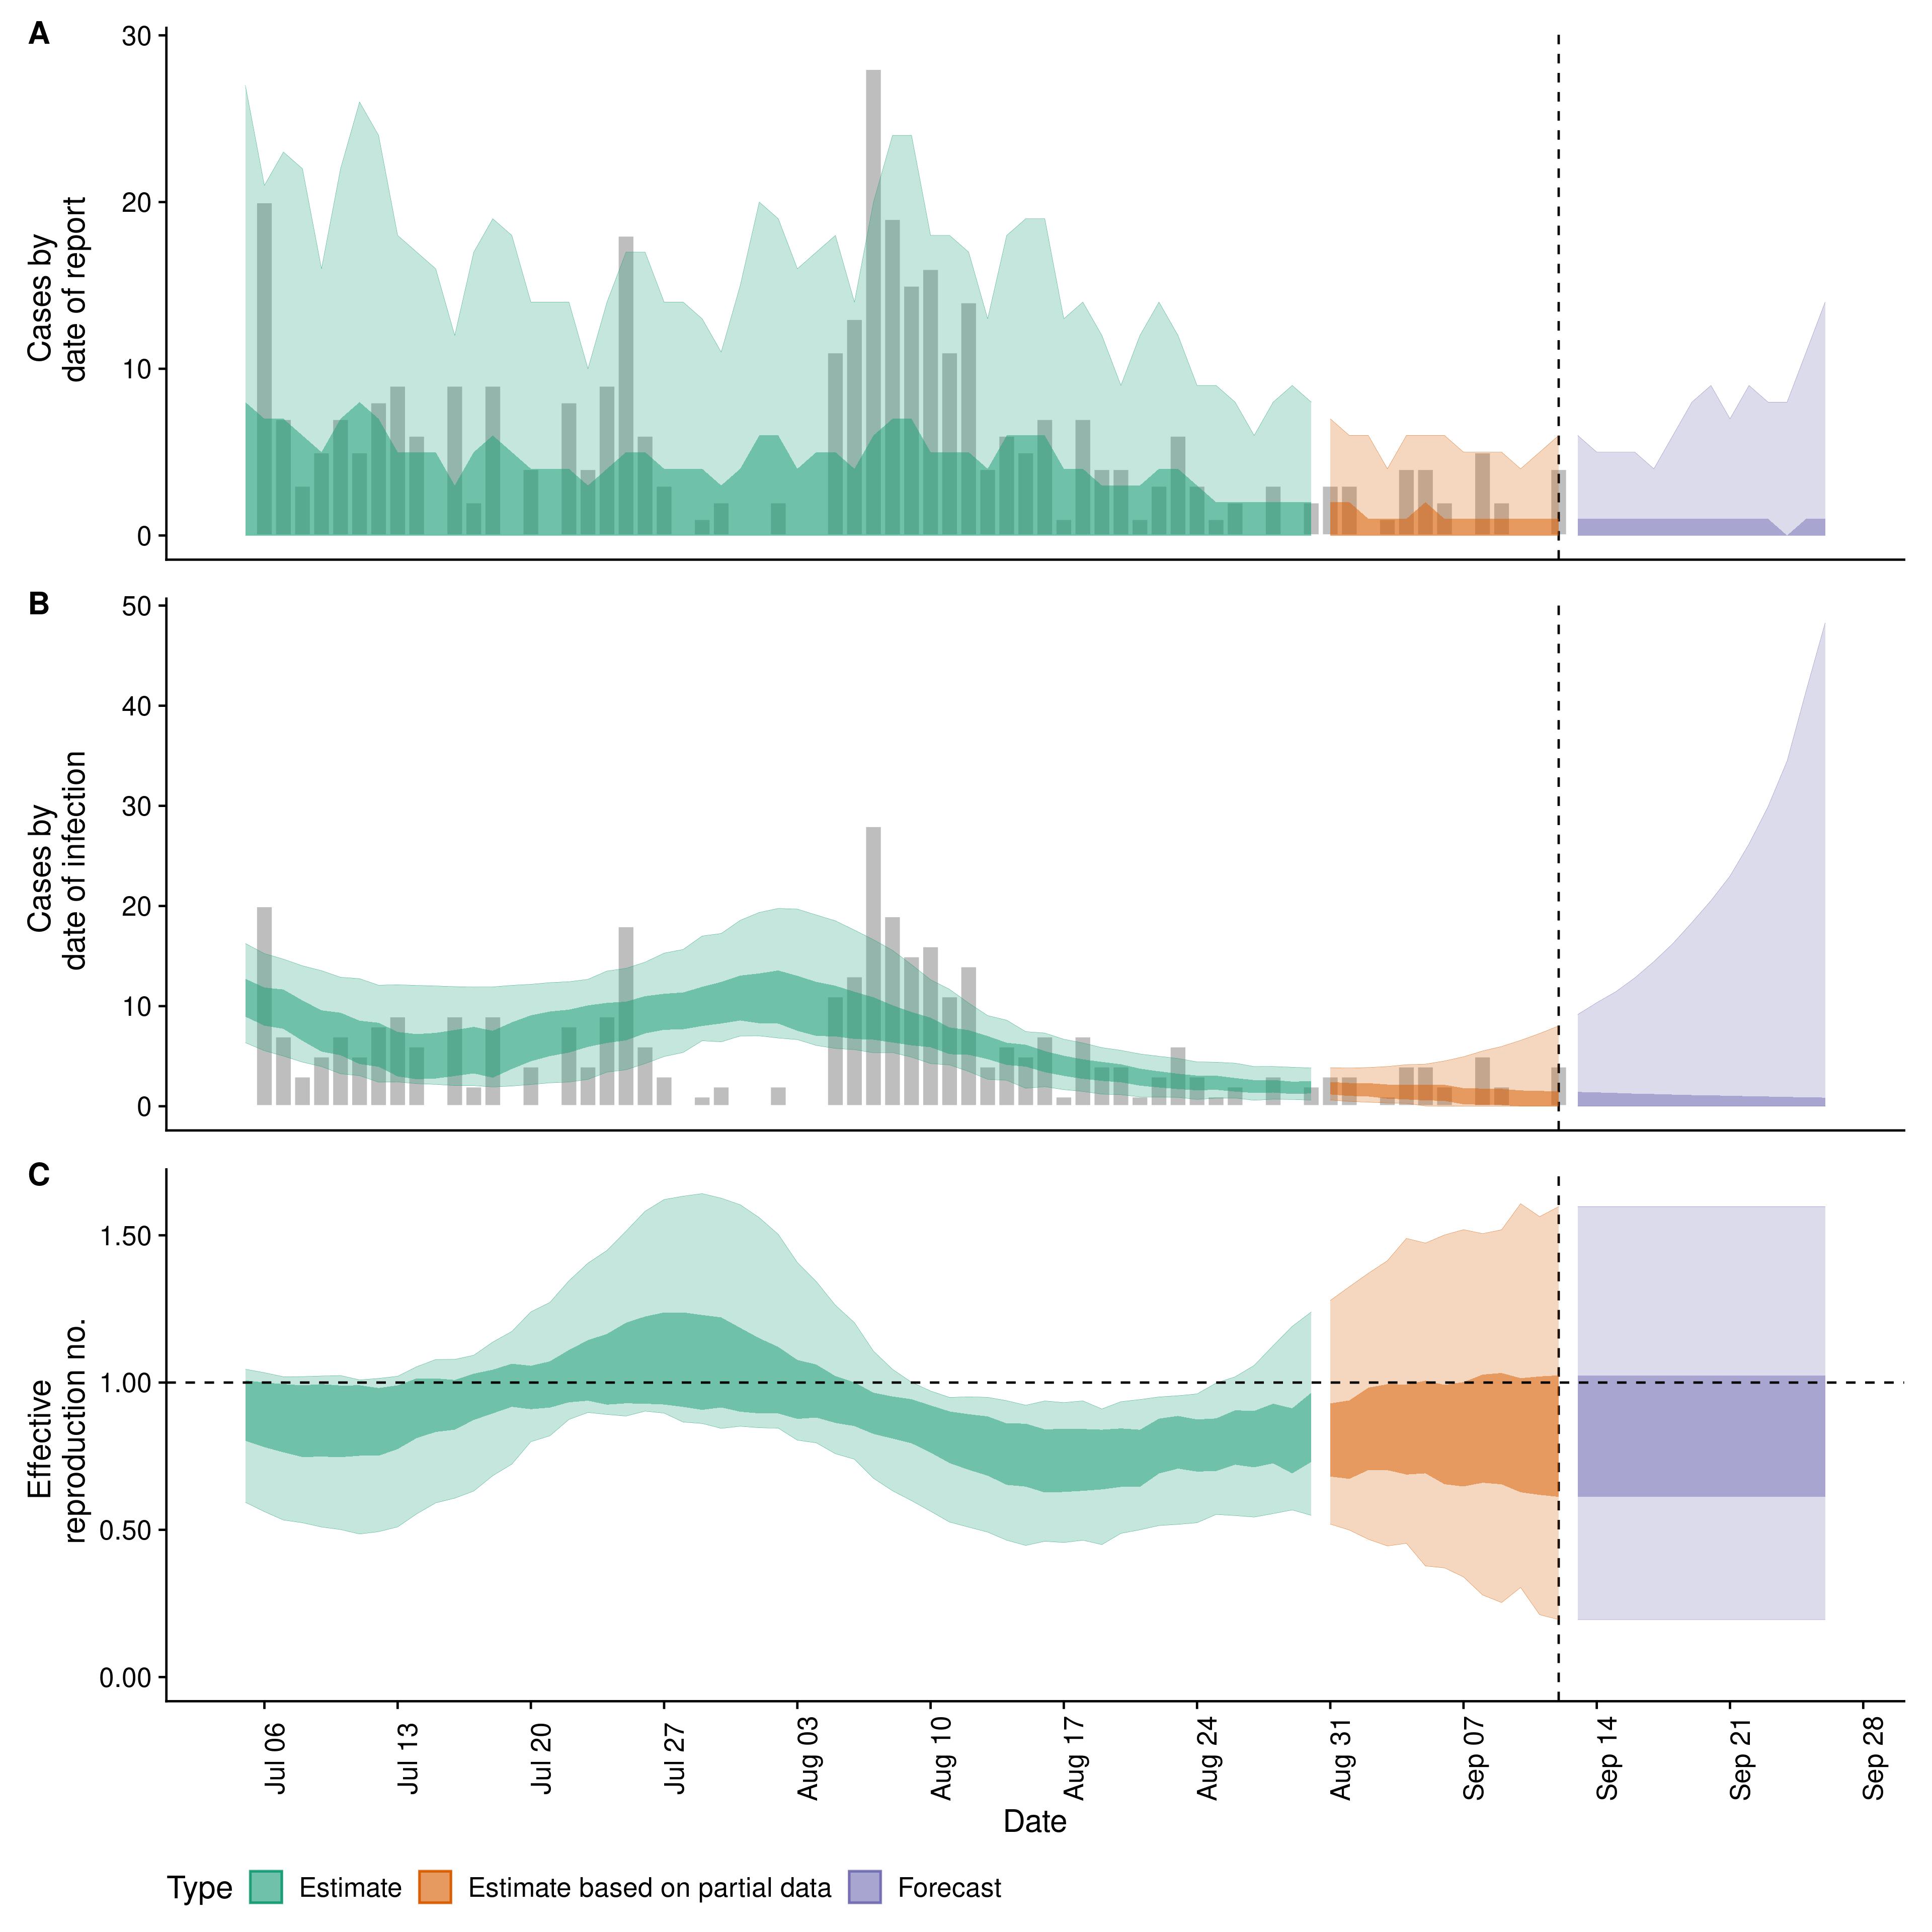 A
30
20
10
0
Cases by
date of report
B
50
40
30
20
10
0
Cases by
date of infection
C
1.50
1.00
0.50
0.00
Effective
reproduction no.
Jul 06
Jul 13
Jul 20
Jul 27
Aug 03
Aug 10
Aug 17
Aug 24
Aug 31
Sep 07
Sep 14
Sep 21
Sep 28
Date
Type Estimate Estimate based on partial data Forecast